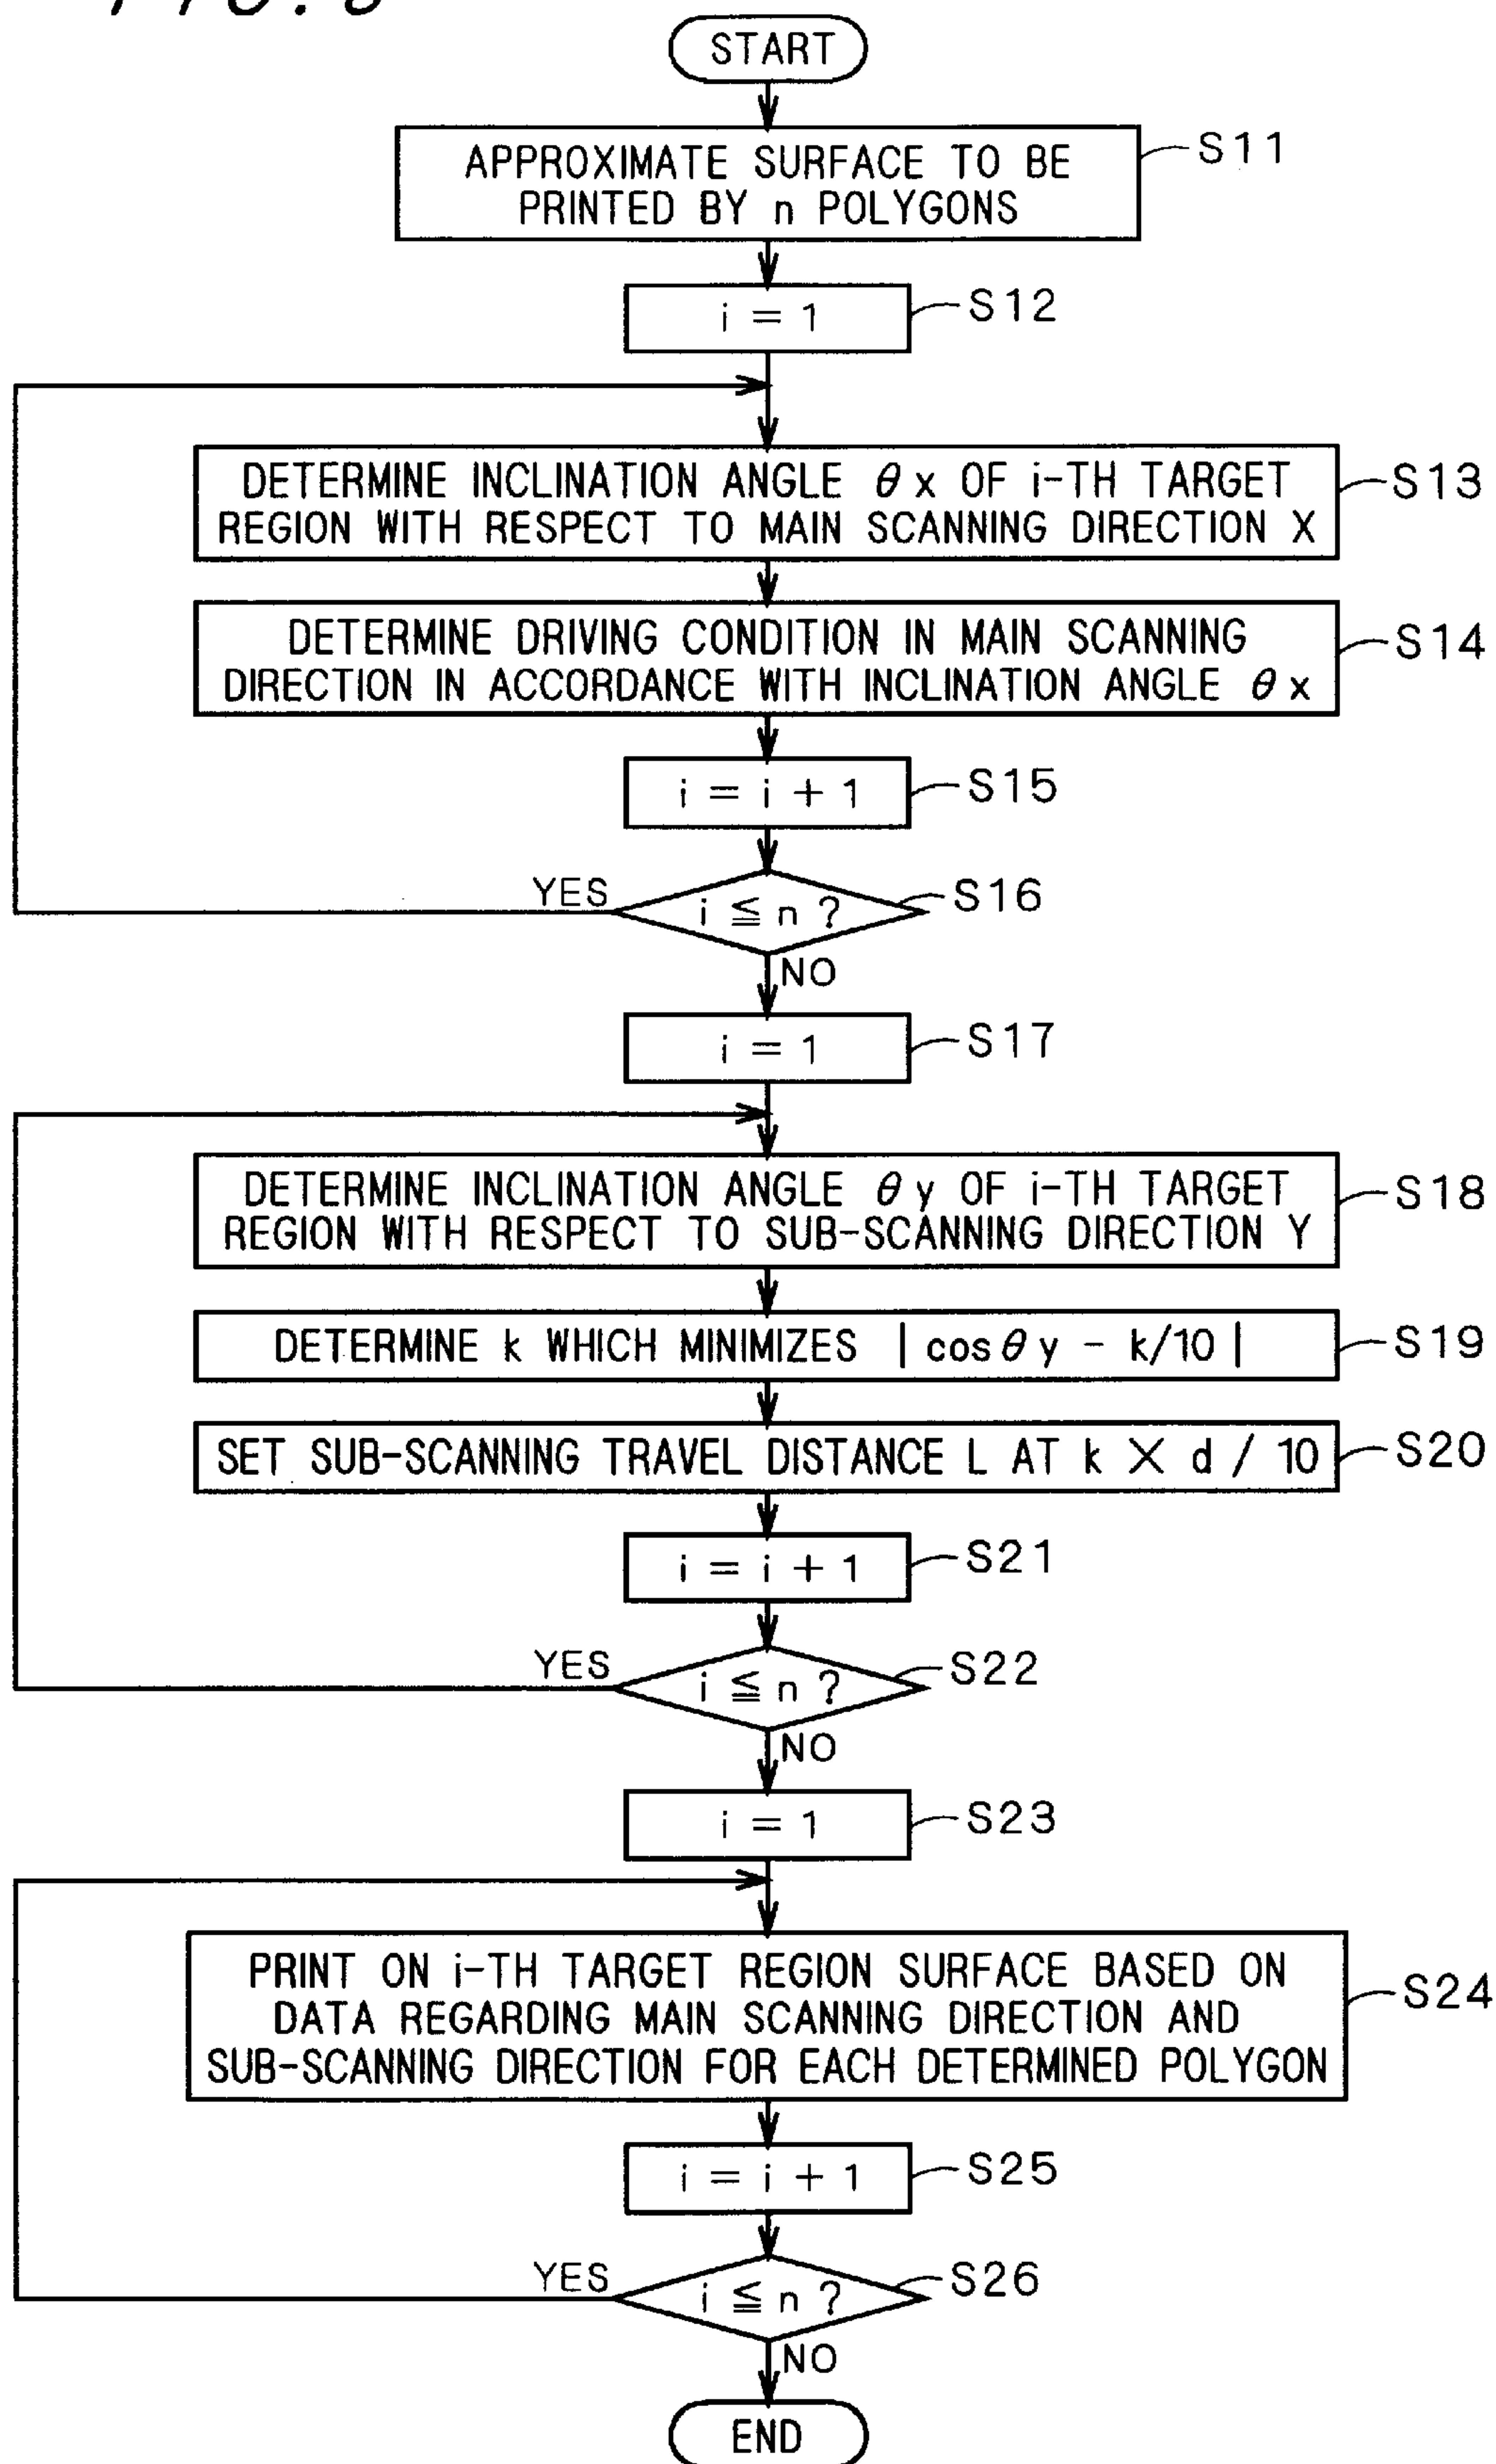 START
APPROXIMATE SURFACE TO BE
PRINTED BY n POLYGONS
S11
i = 1
S12
DETERMINE INCLINATION ANGLE θx OF i-TH TARGET
REGION WITH RESPECT TO MAIN SCANNING DIRECTION X
S13
DETERMINE DRIVING CONDITION IN MAIN SCANNING
DIRECTION IN ACCORDANCE WITH INCLINATION ANGLE θx
S14
i = i + 1
S15
YES
i ≦ n ?
S16
NO
i = 1
S17
DETERMINE INCLINATION ANGLE θy OF i-TH TARGET
REGION WITH RESPECT TO SUB-SCANNING DIRECTION Y
S18
DETERMINE k WHICH MINIMIZES | cosθy - k/10 |
S19
SET SUB-SCANNING TRAVEL DISTANCE L AT k X d / 10
S20
i = i + 1
S21
YES
i ≦ n ?
S22
NO
i = 1
S23
PRINT ON i-TH TARGET REGION SURFACE BASED ON
DATA REGARDING MAIN SCANNING DIRECTION AND
SUB-SCANNING DIRECTION FOR EACH DETERMINED POLYGON
S24
i = i + 1
S25
YES
i ≦ n ?
S26
NO
END